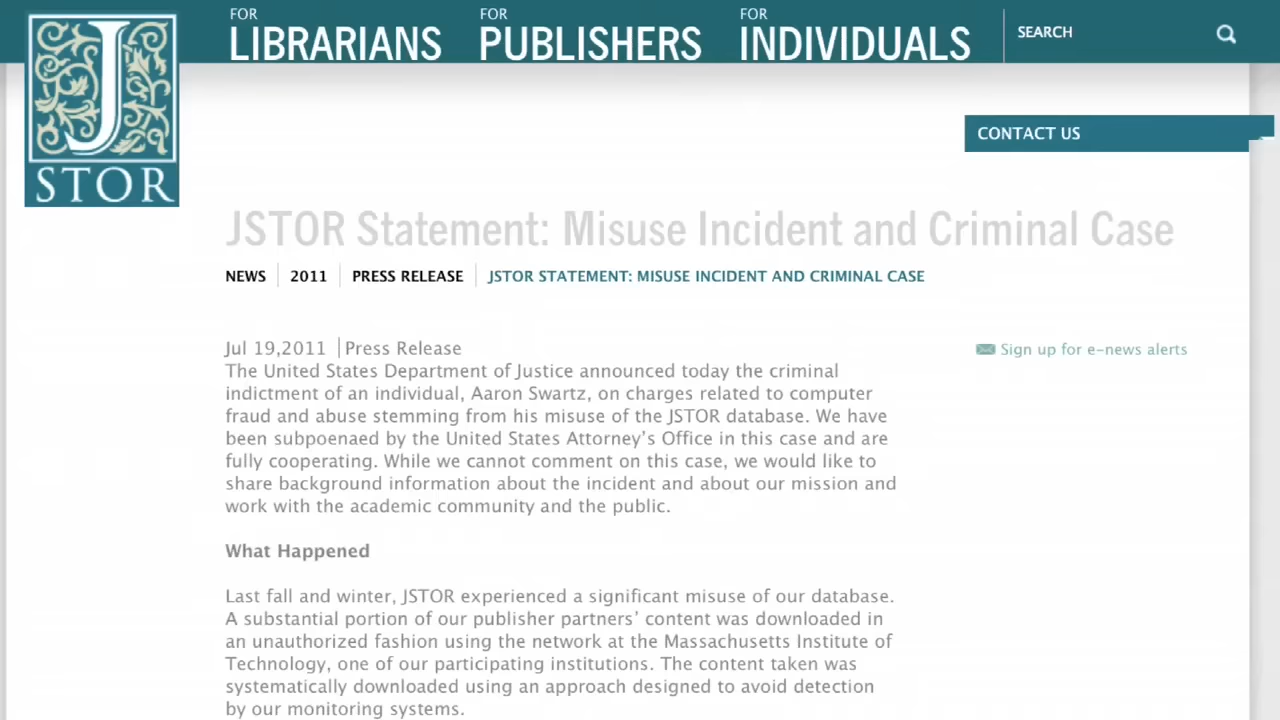 FOR FOR FOR
LIBRARIANS PUBLISHERS INDIVIDUALS SEARCH
J
STOR
CONTACT US
JSTOR Statement: Misuse Incident and Criminal Case
NEWS 2011 PRESS RELEASE JSTOR STATEMENT: MISUSE INCIDENT AND CRIMINAL CASE
Jul 19,2011 | Press Release
Sign up for e-news alerts
The United States Department of Justice announced today the criminal
indictment of an individual, Aaron Swartz, on charges related to computer
fraud and abuse stemming from his misuse of the JSTOR database. We have
been subpoenaed by the United States Attorney's Office in this case and are
fully cooperating. While we cannot comment on this case, we would like to
share background information about the incident and about our mission and
work with the academic community and the public.
What Happened
Last fall and winter, JSTOR experienced a significant misuse of our database.
A substantial portion of our publisher partners' content was downloaded in
an unauthorized fashion using the network at the Massachusetts Institute of
Technology, one of our participating institutions. The content taken was
systematically downloaded using an approach designed to avoid detection
by our monitoring systems.